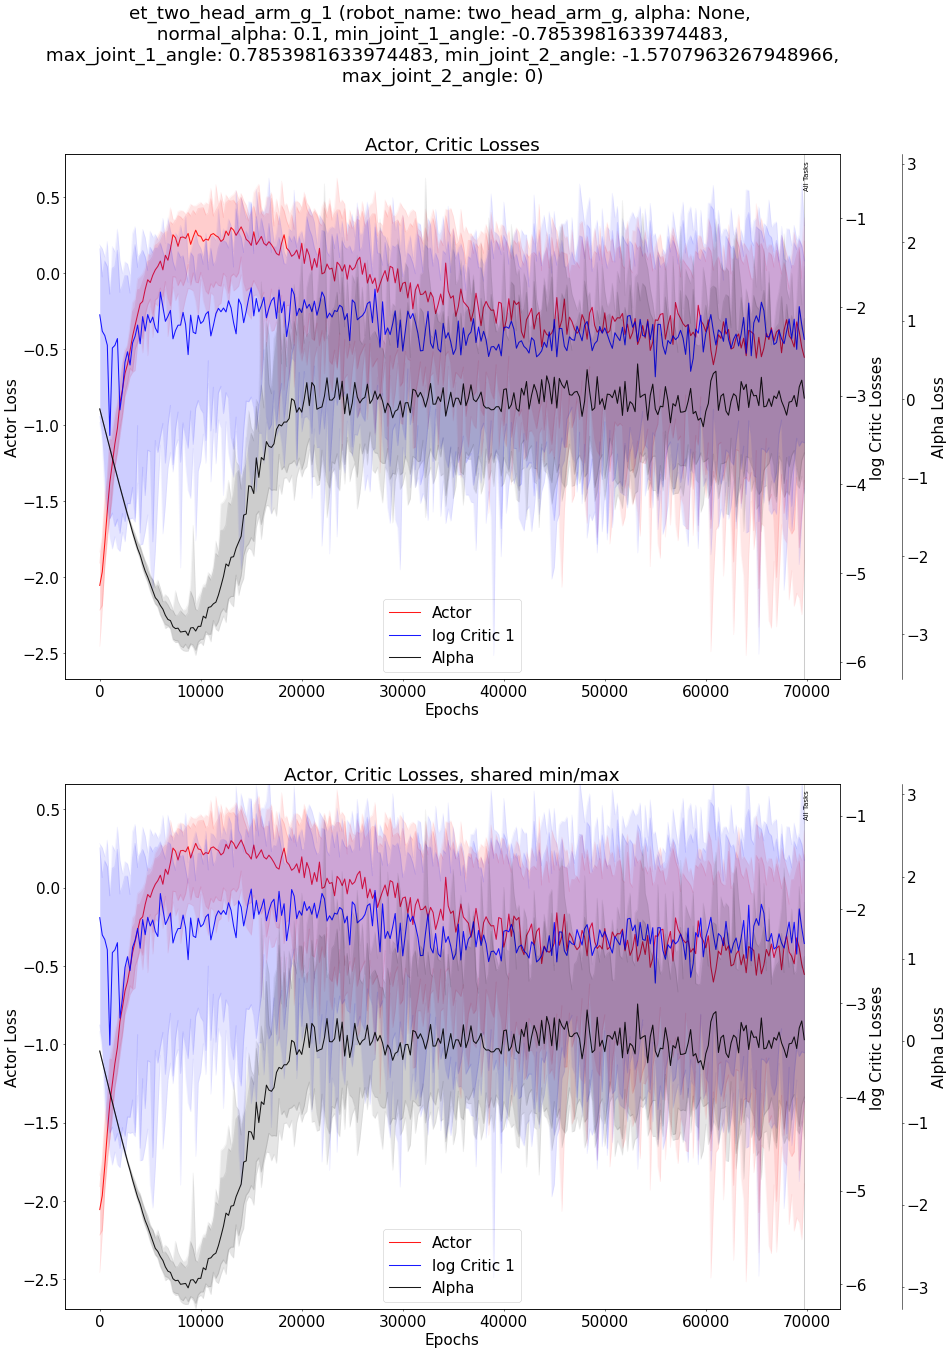 et_two_head_arm_g_1 (robot_name: two_head_arm_g, alpha: None,
normal_alpha: 0.1, min_joint_1_angle: -0.7853981633974483,
max_joint_1_angle: 0.7853981633974483, min_joint_2_angle: -1.5707963267948966,
max_joint_2_angle: 0)
Actor, Critic Losses
All Tasks
Actor Loss
0.5
0.0
−0.5
−1.0
−1.5
−2.0
−2.5
log Critic Losses
−1
−2
−3
−4
−5
−6
Alpha Loss
3
2
1
0
−1
−2
−3
Actor
log Critic 1
Alpha
0 10000 20000 30000 40000 50000 60000 70000
Epochs
Actor, Critic Losses, shared min/max
All Tasks
Actor Loss
0.5
0.0
−0.5
−1.0
−1.5
−2.0
−2.5
log Critic Losses
−1
−2
−3
−4
−5
−6
Alpha Loss
3
2
1
0
−1
−2
−3
Actor
log Critic 1
Alpha
0 10000 20000 30000 40000 50000 60000 70000
Epochs